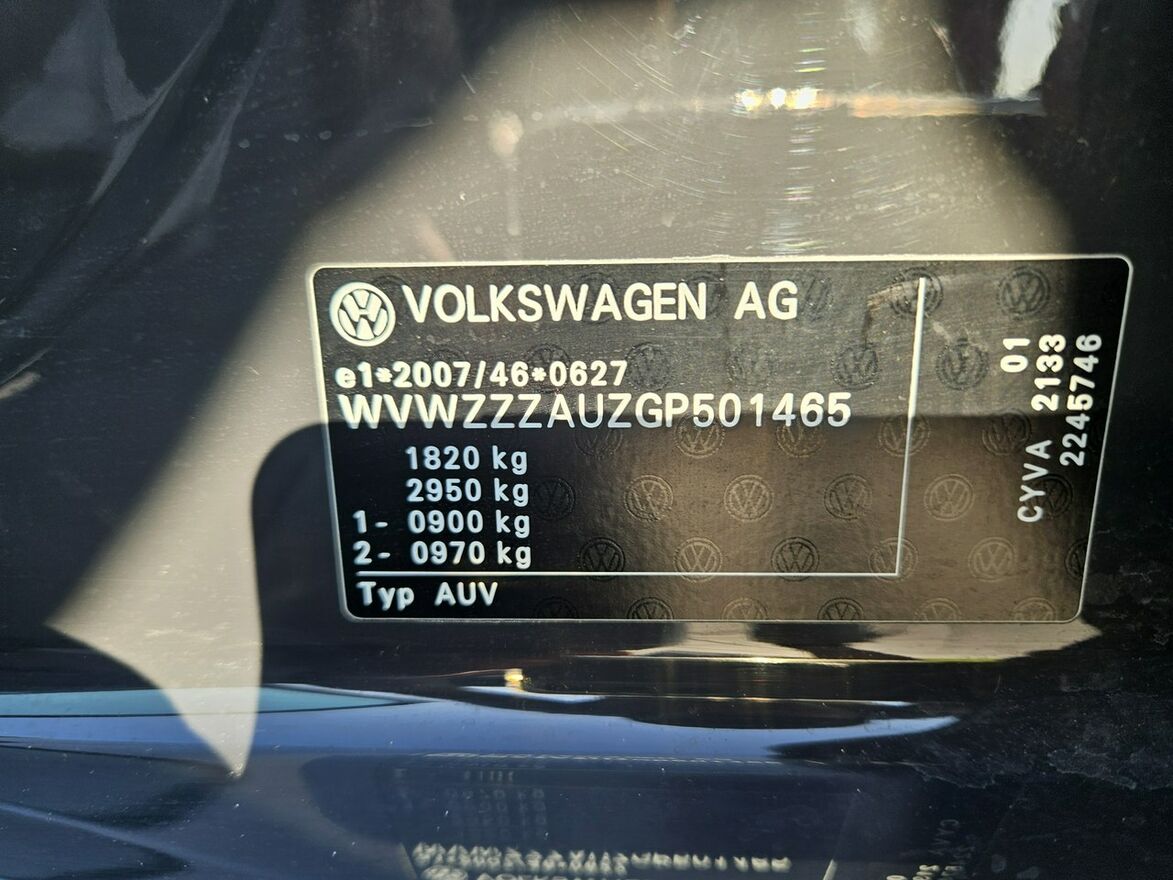 VOLKSWAGEN AG
e1*2007/46*0627
WVWZZZAUZGP501465
1820 kg
2950 kg
1- 0900 kg
2- 0970 kg
Typ AUV
01
CYVA 2133
2245746